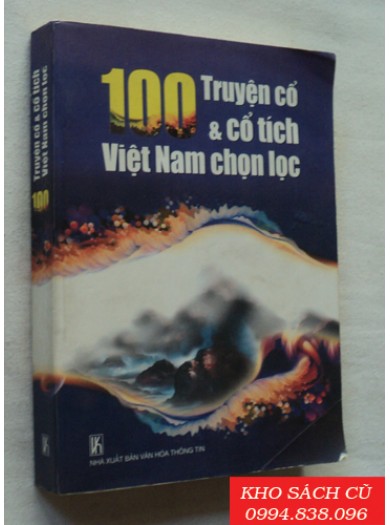 100 Truyện cổ
& cổ tích
Việt Nam chọn lọc
Truyện cổ & cổ tích
Việt Nam chọn lọc
100
NHÀ XUẤT BẢN VĂN HÓA THÔNG TIN
KHO SÁCH CŨ
0994.838.096